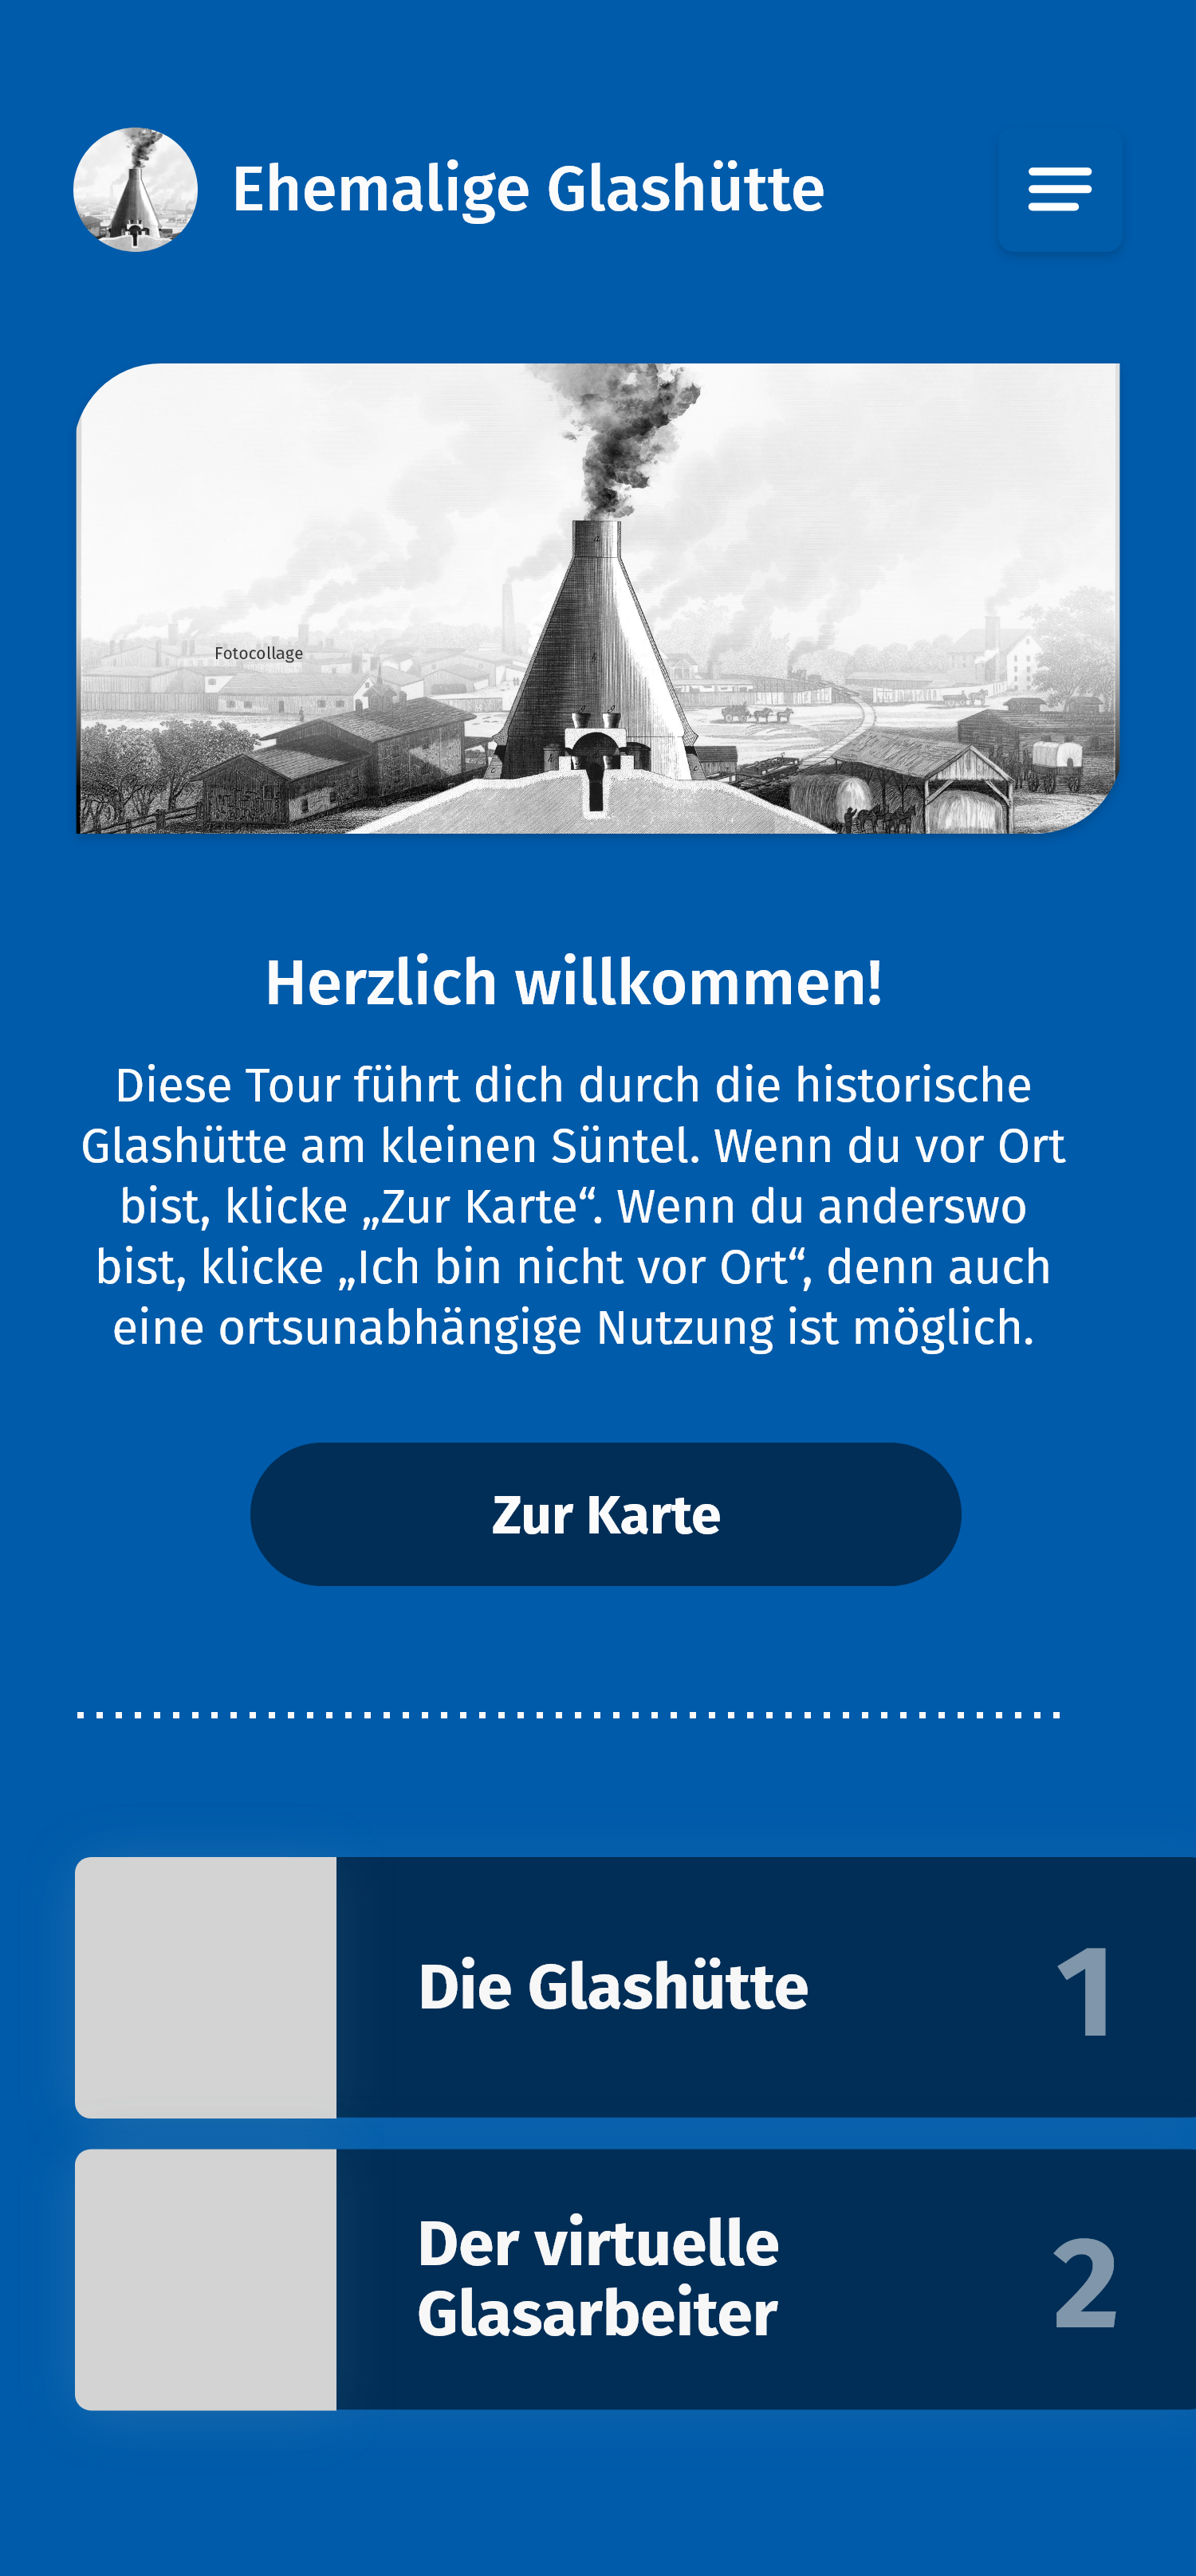 Ehemalige Glashütte
Fotocollage
Herzlich willkommen!
Diese Tour führt dich durch die historische
Glashütte am kleinen Süntel. Wenn du vor Ort
bist, klicke „Zur Karte“. Wenn du anderswo
bist, klicke „Ich bin nicht vor Ort“, denn auch
eine ortsunabhängige Nutzung ist möglich.
Zur Karte
Die Glashütte 1
Der virtuelle
Glasarbeiter 2